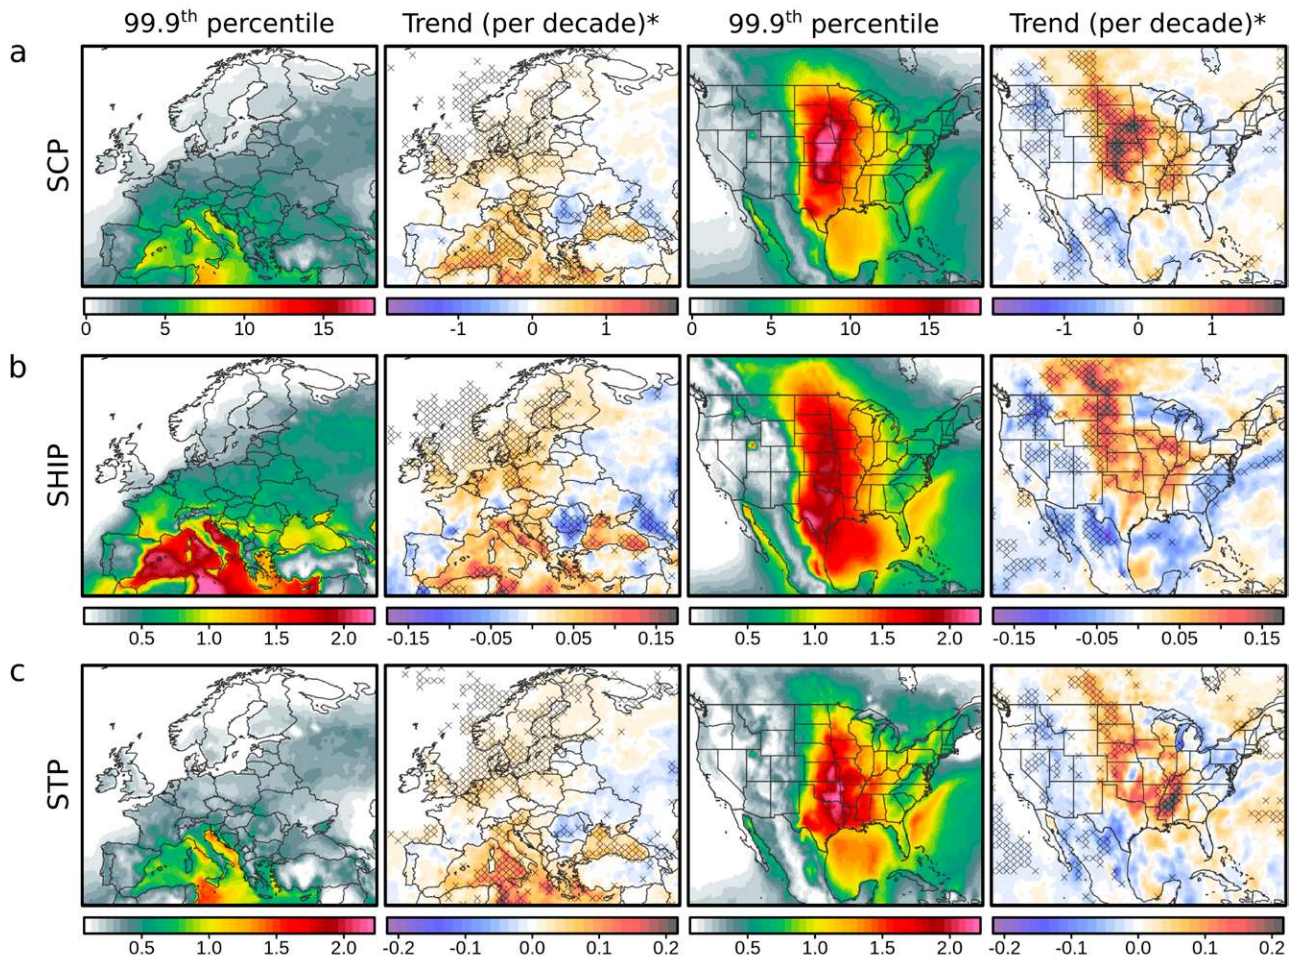 99.9th percentile Trend (per decade)* 99.9th percentile Trend (per decade)*
a
SCP
0 5 10 15 -1 0 1 0 5 10 15 -1 0 1
b
SHIP
0.5 1.0 1.5 2.0 -0.15 -0.05 0.05 0.15 0.5 1.0 1.5 2.0 -0.15 -0.05 0.05 0.15
c
STP
0.5 1.0 1.5 2.0 -0.2 -0.1 0.0 0.1 0.2 0.5 1.0 1.5 2.0 -0.2 -0.1 0.0 0.1 0.2